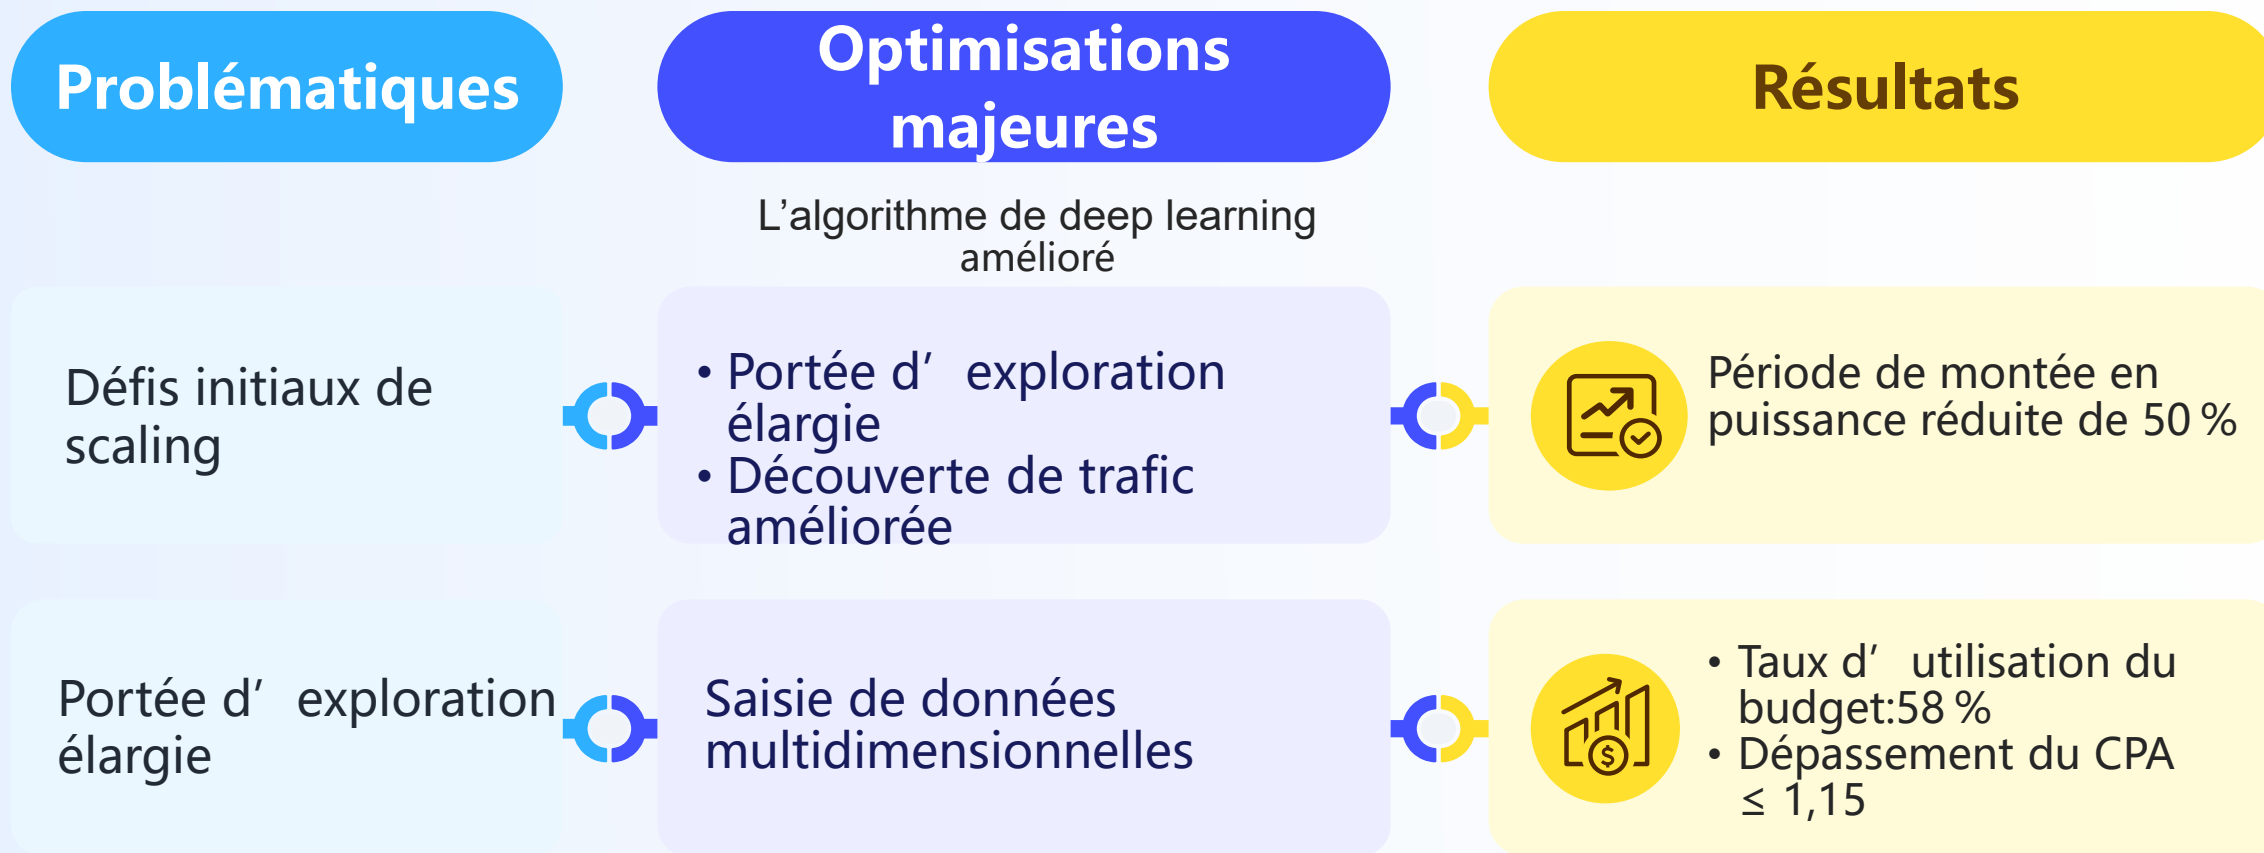 Problématiques
Optimisations
majeures
Résultats
L’algorithme de deep learning
amélioré
Défis initiaux de
scaling
• Portée d’ exploration
élargie
• Découverte de trafic
améliorée
Période de montée en
puissance réduite de 50 %
Portée d’ exploration
élargie
Saisie de données
multidimensionnelles
• Taux d’ utilisation du
budget:58 %
• Dépassement du CPA
≤ 1,15
$